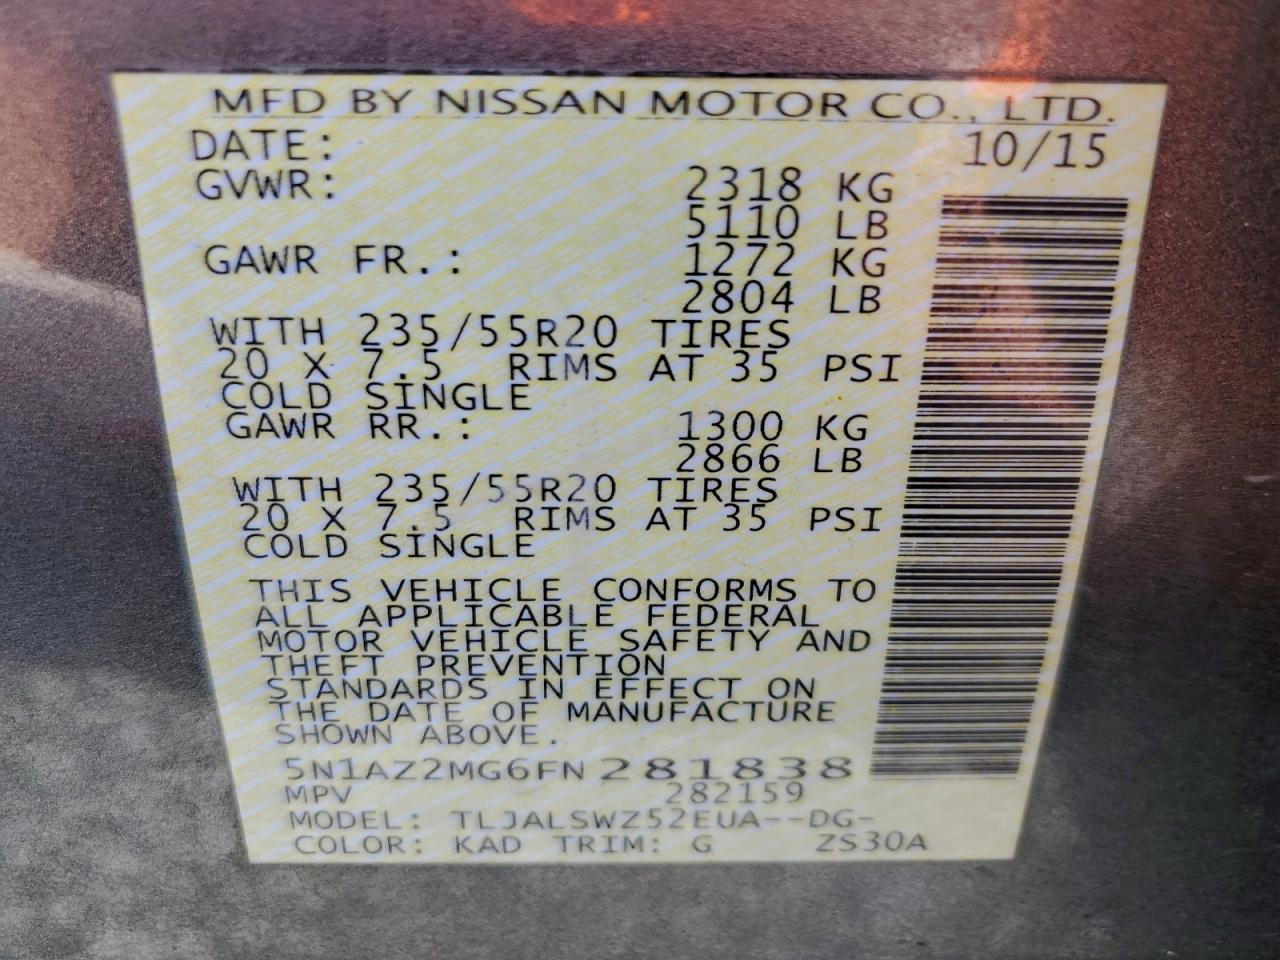 MFD BY NISSAN MOTOR CO., LTD.
DATE: 10/15
GVWR: 2318 KG
5110 LB
GAWR FR.: 1272 KG
2804 LB
WITH 235/55R20 TIRES
20 X 7.5 RIMS AT 35 PSI
COLD SINGLE
GAWR RR.: 1300 KG
2866 LB
WITH 235/55R20 TIRES
20 X 7.5 RIMS AT 35 PSI
COLD SINGLE
THIS VEHICLE CONFORMS TO
ALL APPLICABLE FEDERAL
MOTOR VEHICLE SAFETY AND
THEFT PREVENTION
STANDARDS IN EFFECT ON
THE DATE OF MANUFACTURE
SHOWN ABOVE.
5N1AZ2MG6FN281838
MPV 282159
MODEL: TLJALSWZ52EUA--DG-
COLOR: KAD TRIM: G ZS30A